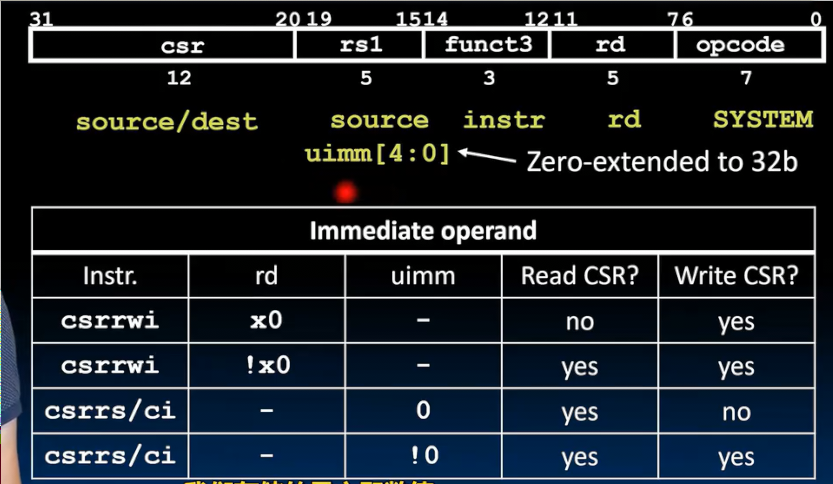 31 20 19 15 14 12 11 7 6 0
csr rs1 funct3 rd opcode
12 5 3 5 7
source/dest source instr rd SYSTEM
uimm[4:0] Zero-extended to 32b
Immediate operand
Instr. rd uimm Read CSR? Write CSR?
csrrwi x0 – no yes
csrrwi !x0 – yes yes
csrrs/ci – 0 yes no
csrrs/ci – !0 yes yes